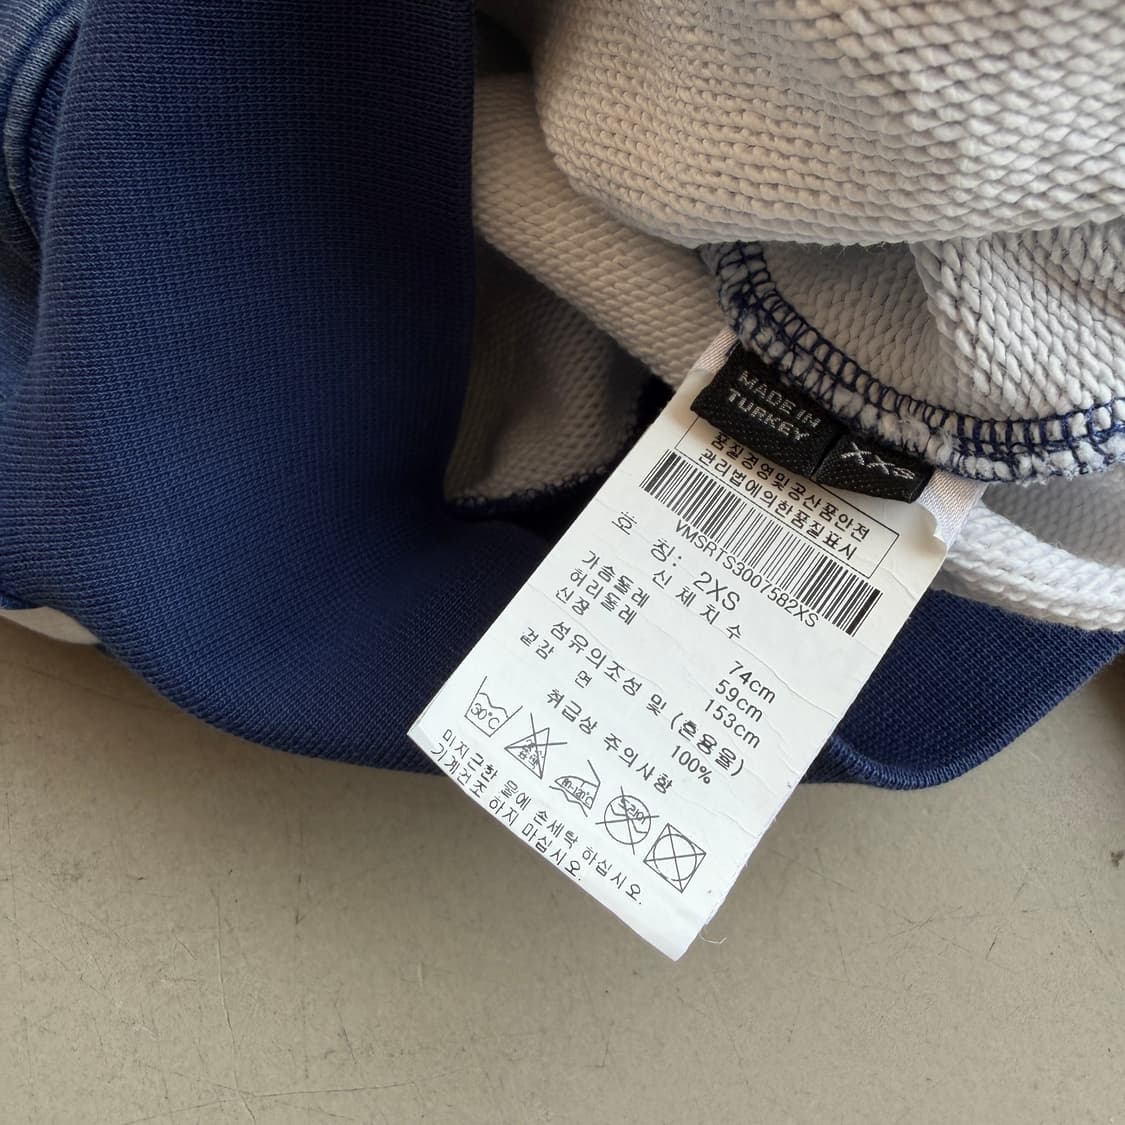 MADE IN
TURKEY
XXS
품질경영및공산품안전
관리법에의한품질표시
VMSRTS3007582XS
호 칭: 2XS
신 체 치 수
가슴둘레 74cm
허리둘레 59cm
신장 153cm
섬유의조성 및 (혼용율)
겉감 면 100%
취급상 주의사항
30°C
드라이
미지근한 물에 손세탁 하십시오.
기계건조 하지 마십시오.